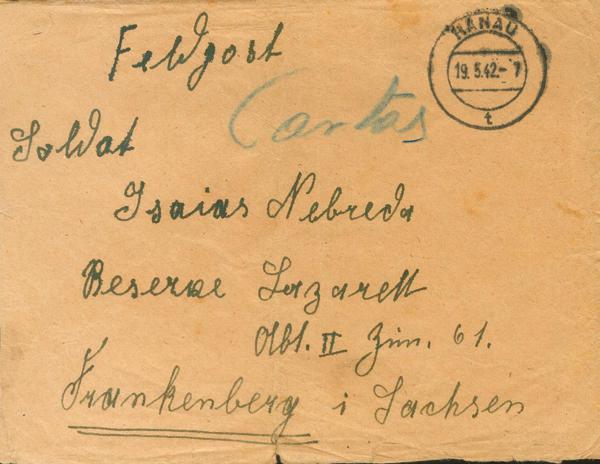 Feldpost
HANAU
19.5.42.-7
t
Cartas
Soldat
Isaias Nebreda
Reserve Lazarett
Abt. II Zim. 61.
Frankenberg i Sachsen